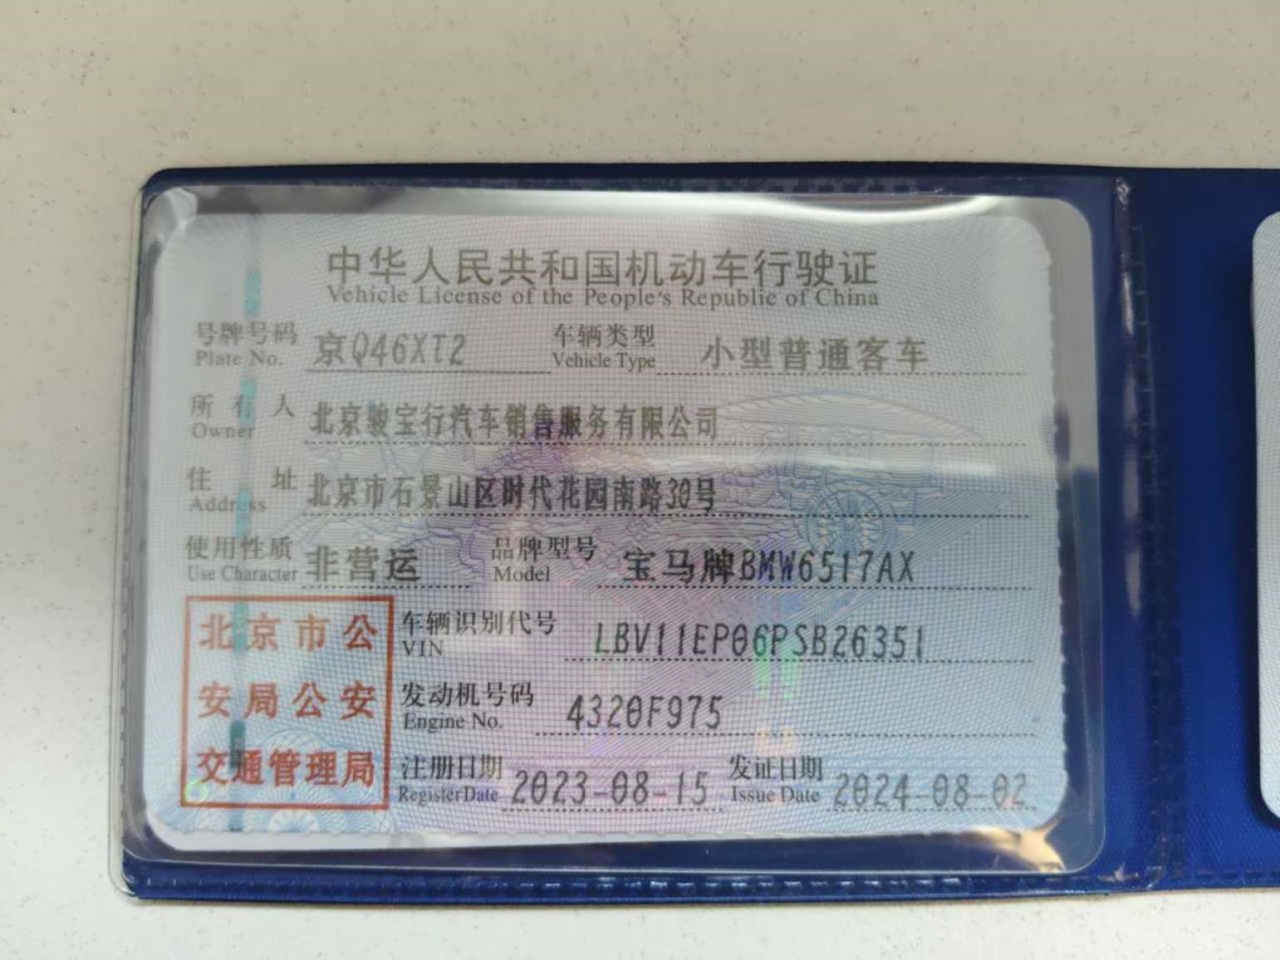 中华人民共和国机动车行驶证
Vehicle License of the People's Republic of China
号牌号码 京Q46XT2 车辆类型 小型普通客车
Plate No. Vehicle Type
所有人 北京骏宝行汽车销售服务有限公司
Owner
住址 北京市石景山区时代花园南路30号
Address
使用性质 非营运 品牌型号 宝马牌BMW6517AX
Use Character Model
车辆识别代号 LBV11EP06PSB26351
VIN
发动机号码 4320F975
Engine No.
注册日期 2023-08-15 发证日期 2024-08-02
Register Date Issue Date
北京市公
安局公安
交通管理局